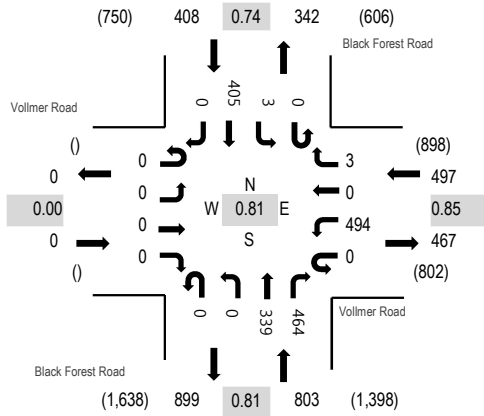 (750) 408 0.74 342 (606)
Black Forest Road
Vollmer Road
0 405 3 0
() 0
0.00
0 ()
0
0
0
0
N
W 0.81 E
S
3
0
494
0
(898)
497
0.85
467
(802)
0 0 339 464
Vollmer Road
Black Forest Road
(1,638) 899 0.81 803 (1,398)